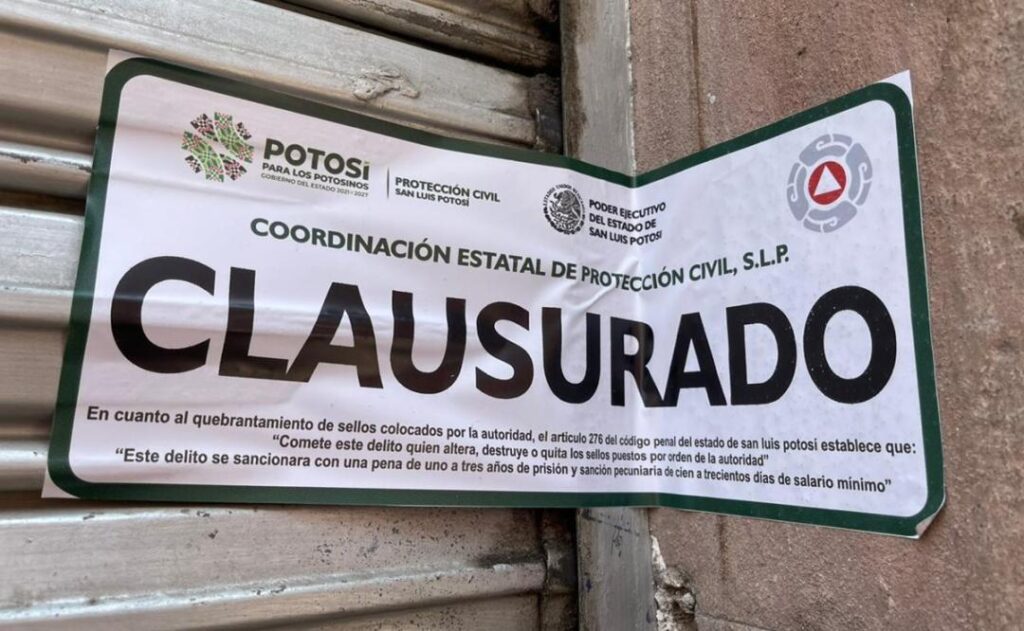 POTOSÍ
PARA LOS POTOSINOS
GOBIERNO DEL ESTADO 2021-2027
PROTECCIÓN CIVIL
SAN LUIS POTOSÍ
PODER EJECUTIVO
DEL ESTADO DE
SAN LUIS POTOSI
COORDINACIÓN ESTATAL DE PROTECCIÓN CIVIL, S.L.P.
CLAUSURADO
En cuanto al quebrantamiento de sellos colocados por la autoridad, el articulo 276 del código penal del estado de san luis potosí establece que:
“Comete este delito quien altera, destruye o quita los sellos puestos por orden de la autoridad”
“Este delito se sancionara con una pena de uno a tres años de prisión y sanción pecuniaria de cien a trecientos días de salario mínimo”